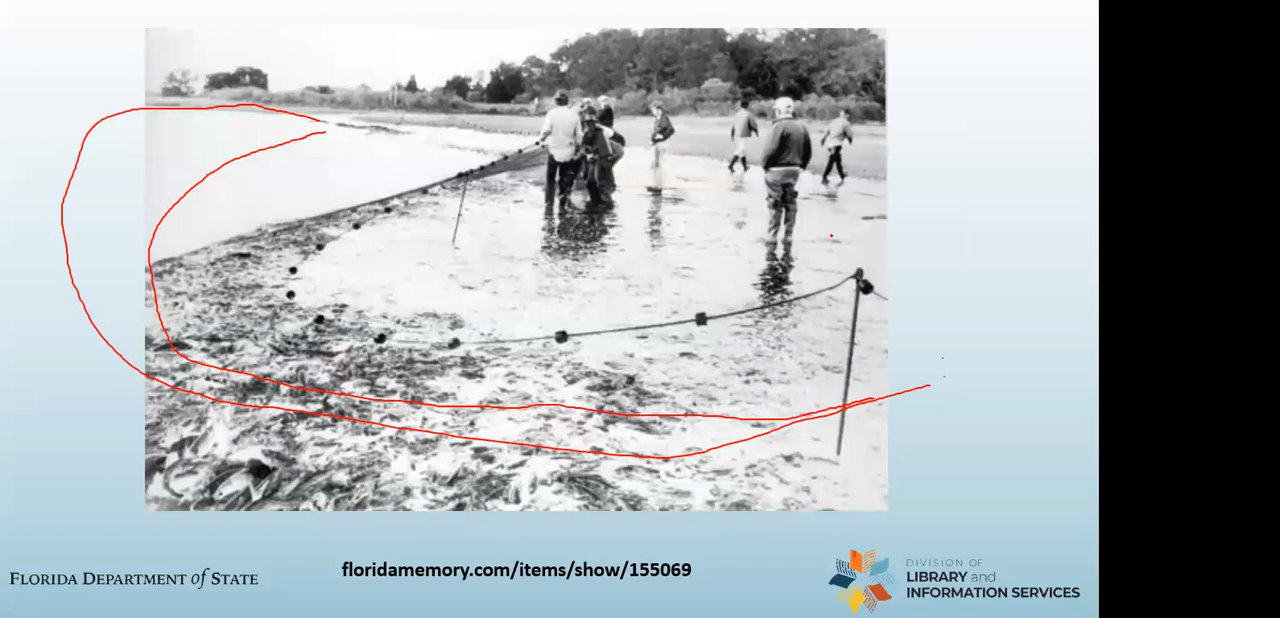 floridamemory.com/items/show/155069
FLORIDA DEPARTMENT of STATE
DIVISION OF
LIBRARY and
INFORMATION SERVICES